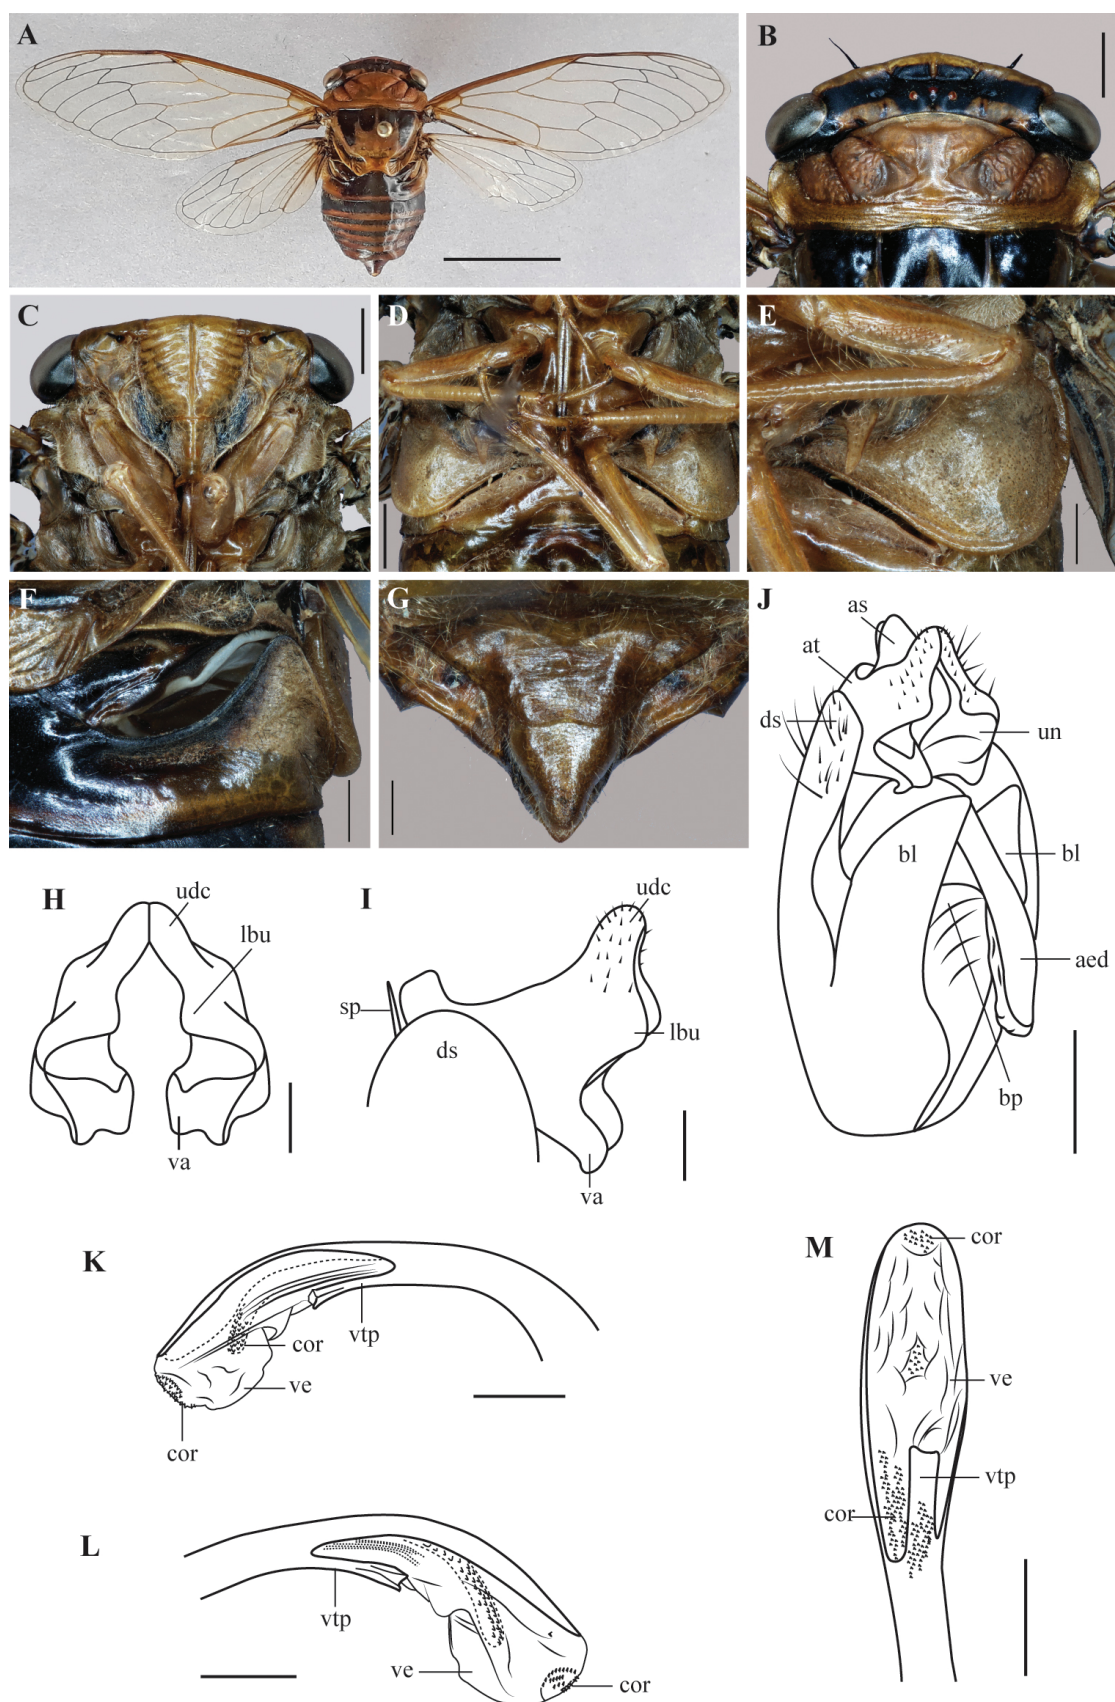 A
B
C
D
E
F
G
J
as
at
ds
un
bl
bl
aed
bp
H
udc
lbu
va
I
udc
sp
ds
lbu
va
K
vtp
cor
ve
cor
L
vtp
ve
cor
M
cor
ve
vtp
cor